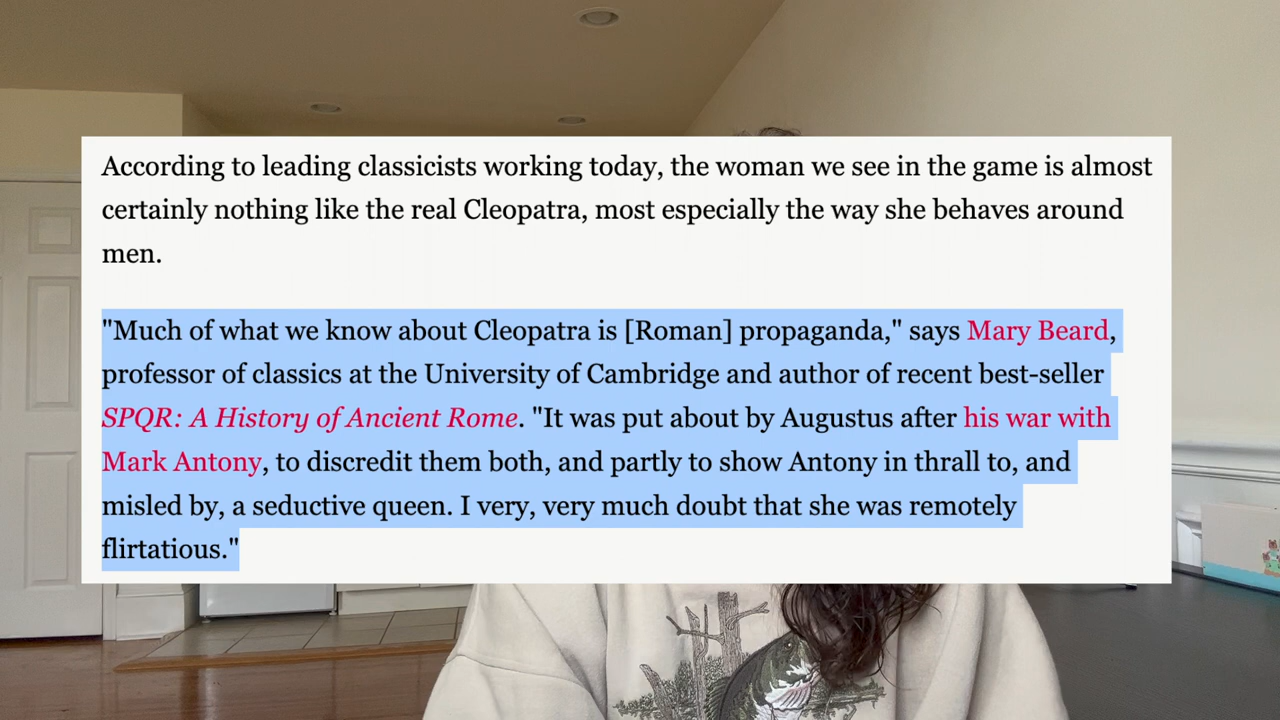 According to leading classicists working today, the woman we see in the game is almost
certainly nothing like the real Cleopatra, most especially the way she behaves around
men.
"Much of what we know about Cleopatra is [Roman] propaganda," says Mary Beard,
professor of classics at the University of Cambridge and author of recent best-seller
SPQR: A History of Ancient Rome. "It was put about by Augustus after his war with
Mark Antony, to discredit them both, and partly to show Antony in thrall to, and
misled by, a seductive queen. I very, very much doubt that she was remotely
flirtatious."